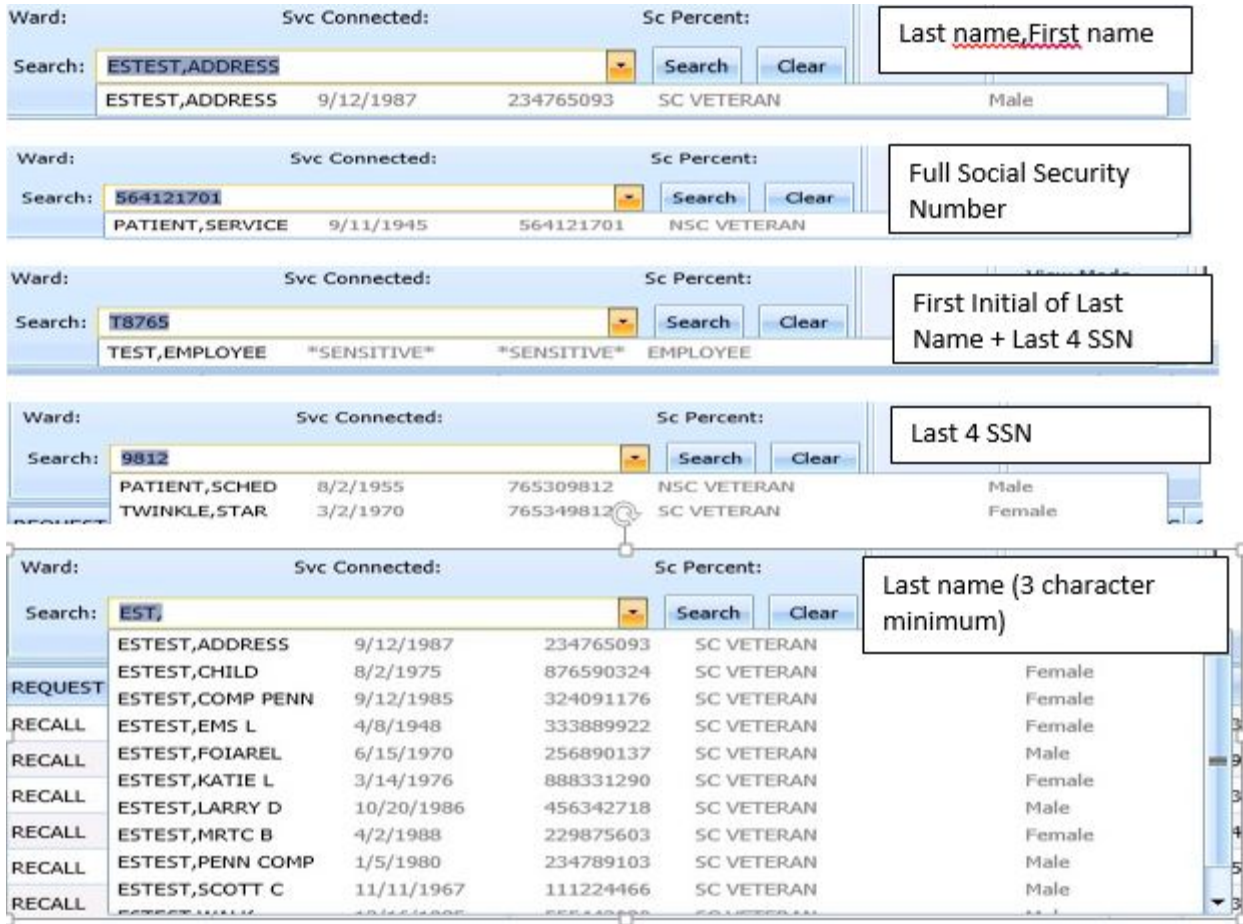 Ward: Svc Connected: Sc Percent:
Last name,First name
Search: ESTEST,ADDRESS Search Clear
ESTEST,ADDRESS 9/12/1987 234765093 SC VETERAN Male
Ward: Svc Connected: Sc Percent:
Full Social Security
Number
Search: 564121701 Search Clear
PATIENT,SERVICE 9/11/1945 564121701 NSC VETERAN
Ward: Svc Connected: Sc Percent:
First Initial of Last
Name + Last 4 SSN
Search: T8765 Search Clear
TEST,EMPLOYEE *SENSITIVE* *SENSITIVE* EMPLOYEE
Ward: Svc Connected: Sc Percent:
Last 4 SSN
Search: 9812 Search Clear
PATIENT,SCHED 8/2/1955 765309812 NSC VETERAN Male
TWINKLE,STAR 3/2/1970 765349812 SC VETERAN Female
Ward: Svc Connected: Sc Percent:
Last name (3 character
minimum)
Search: EST, Search Clear
ESTEST,ADDRESS 9/12/1987 234765093 SC VETERAN
ESTEST,CHILD 8/2/1975 876590324 SC VETERAN Female
REQUEST
ESTEST,COMP PENN 9/12/1985 324091176 SC VETERAN Female
RECALL ESTEST,EMS L 4/8/1948 333889922 SC VETERAN Female
RECALL ESTEST,FOIAREL 6/15/1970 256890137 SC VETERAN Male
ESTEST,KATIE L 3/14/1976 888331290 SC VETERAN Female
RECALL ESTEST,LARRY D 10/20/1986 456342718 SC VETERAN Male
RECALL ESTEST,MRTC B 4/2/1988 229875603 SC VETERAN Female
RECALL ESTEST,PENN COMP 1/5/1980 234789103 SC VETERAN Male
RECALL ESTEST,SCOTT C 11/11/1967 111224466 SC VETERAN Male